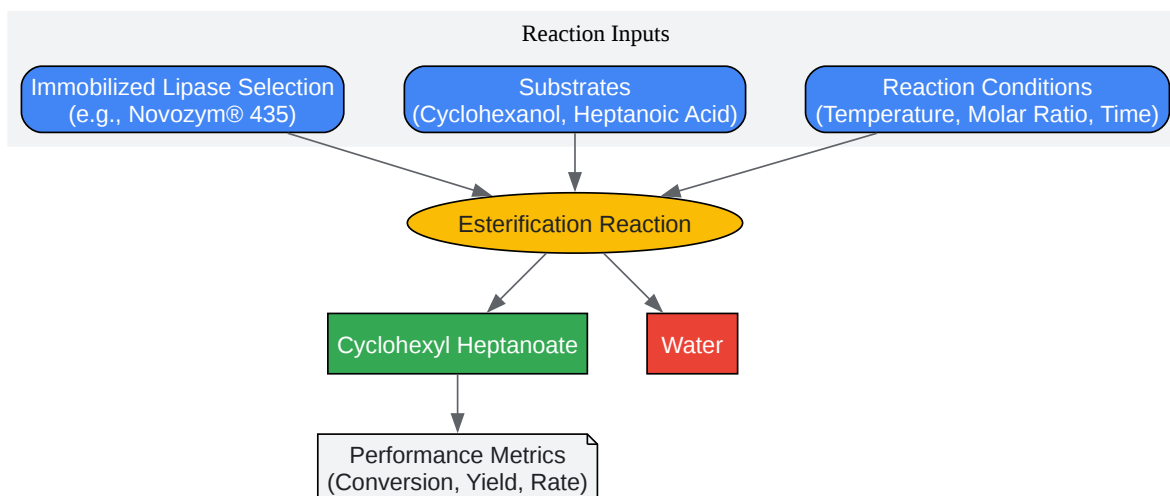 Reaction Inputs
Immobilized Lipase Selection
(e.g., Novozym® 435)
Substrates
(Cyclohexanol, Heptanoic Acid)
Reaction Conditions
(Temperature, Molar Ratio, Time)
Esterification Reaction
Cyclohexyl Heptanoate
Water
Performance Metrics
(Conversion, Yield, Rate)